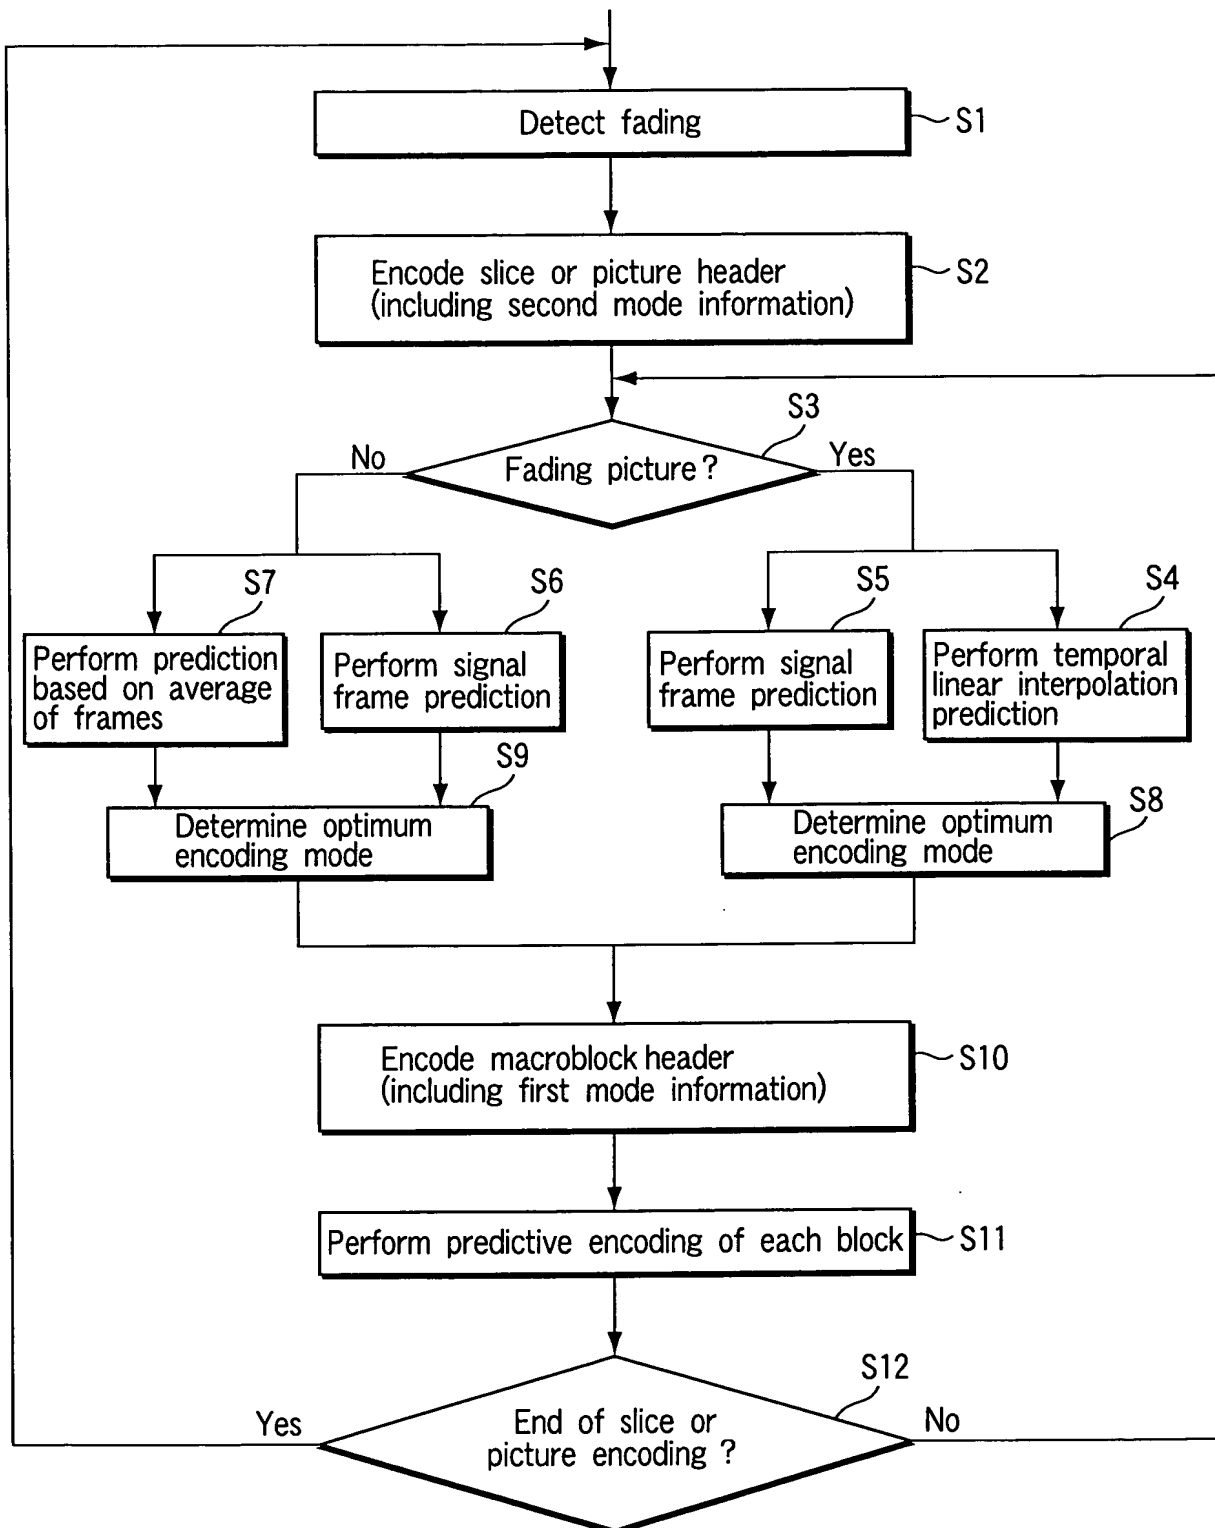 Detect fading
S1
Encode slice or picture header
(including second mode information)
S2
S3
No
Fading picture ?
Yes
S7
S6
S5
S4
Perform prediction
based on average
of frames
Perform signal
frame prediction
Perform signal
frame prediction
Perform temporal
linear interpolation
prediction
S9
S8
Determine optimum
encoding mode
Determine optimum
encoding mode
Encode macroblock header
(including first mode information)
S10
Perform predictive encoding of each block
S11
S12
Yes
End of slice or
picture encoding ?
No